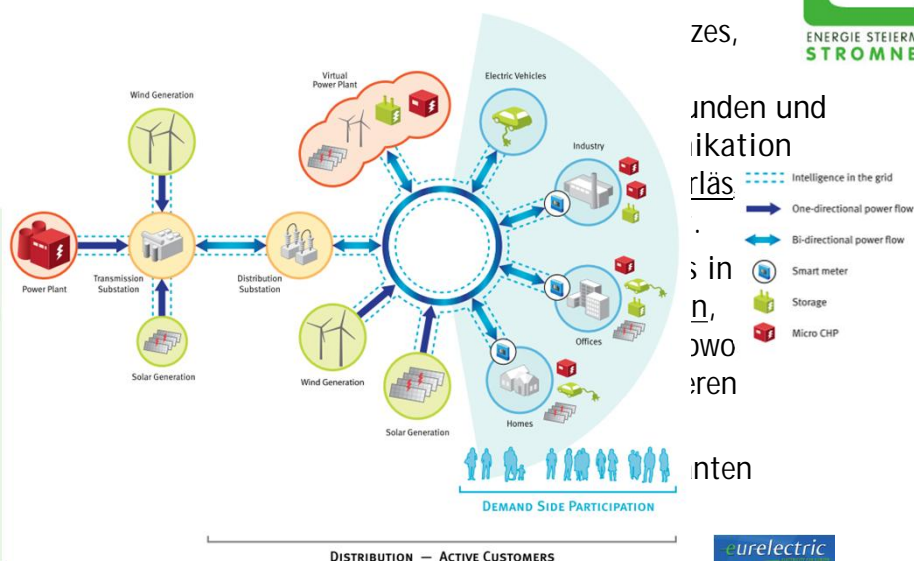 zes,
ENERGIE STEIERM
STROMNE
Virtual
Power Plant
Electric Vehicles
Wind Generation
unden und
Industry
ikation
rläs
Intelligence in the grid
One-directional power flow
.
Bi-directional power flow
s in
Power Plant
Transmission
Substation
Distribution
Substation
Smart meter
en,
Storage
Offices
owo
Micro CHP
Solar Generation
Wind Generation
eren
Homes
Solar Generation
nten
DEMAND SIDE PARTICIPATION
DISTRIBUTION — ACTIVE CUSTOMERS
eurelectric